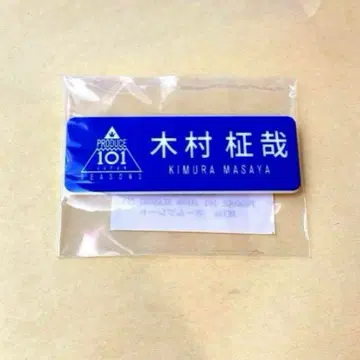 PRODUCE
101
JAPAN
SEASON2
木村 柾哉
KIMURA MASAYA